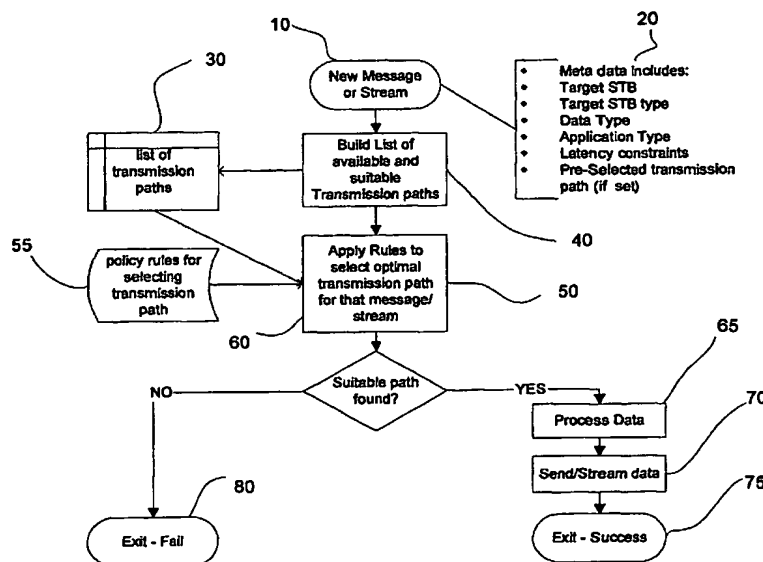 10
20
30
New Message
or Stream
Meta data includes:
Target STB
Target STB type
Data Type
Application Type
Latency constraints
Pre-Selected transmission
path (if set)
list of
transmission
paths
Build List of
available and
suitable
Transmission paths
40
55
policy rules for
selecting
transmission
path
Apply Rules to
select optimal
transmission path
for that message/
stream
50
60
65
Suitable path
found?
NO
YES
Process Data
70
Send/Stream data
75
80
Exit - Fail
Exit - Success